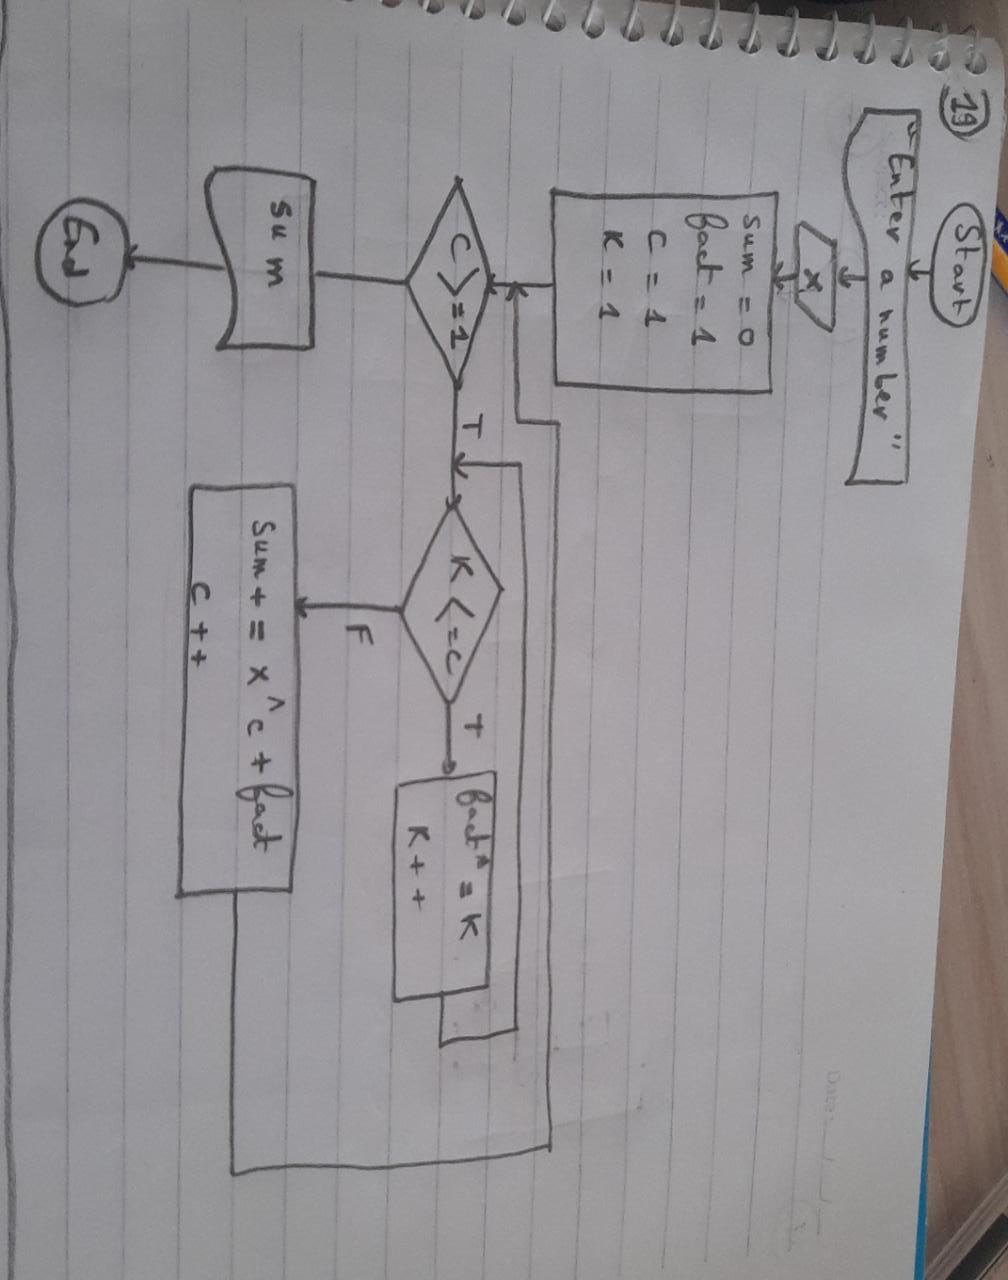 19
Start
"Enter a number"
x
sum = 0
fact = 1
c = 1
K = 1
C >= 1
T
K <= c
T
fact* = K
K++
F
sum + = x^c + fact
c++
sum
End
Date: